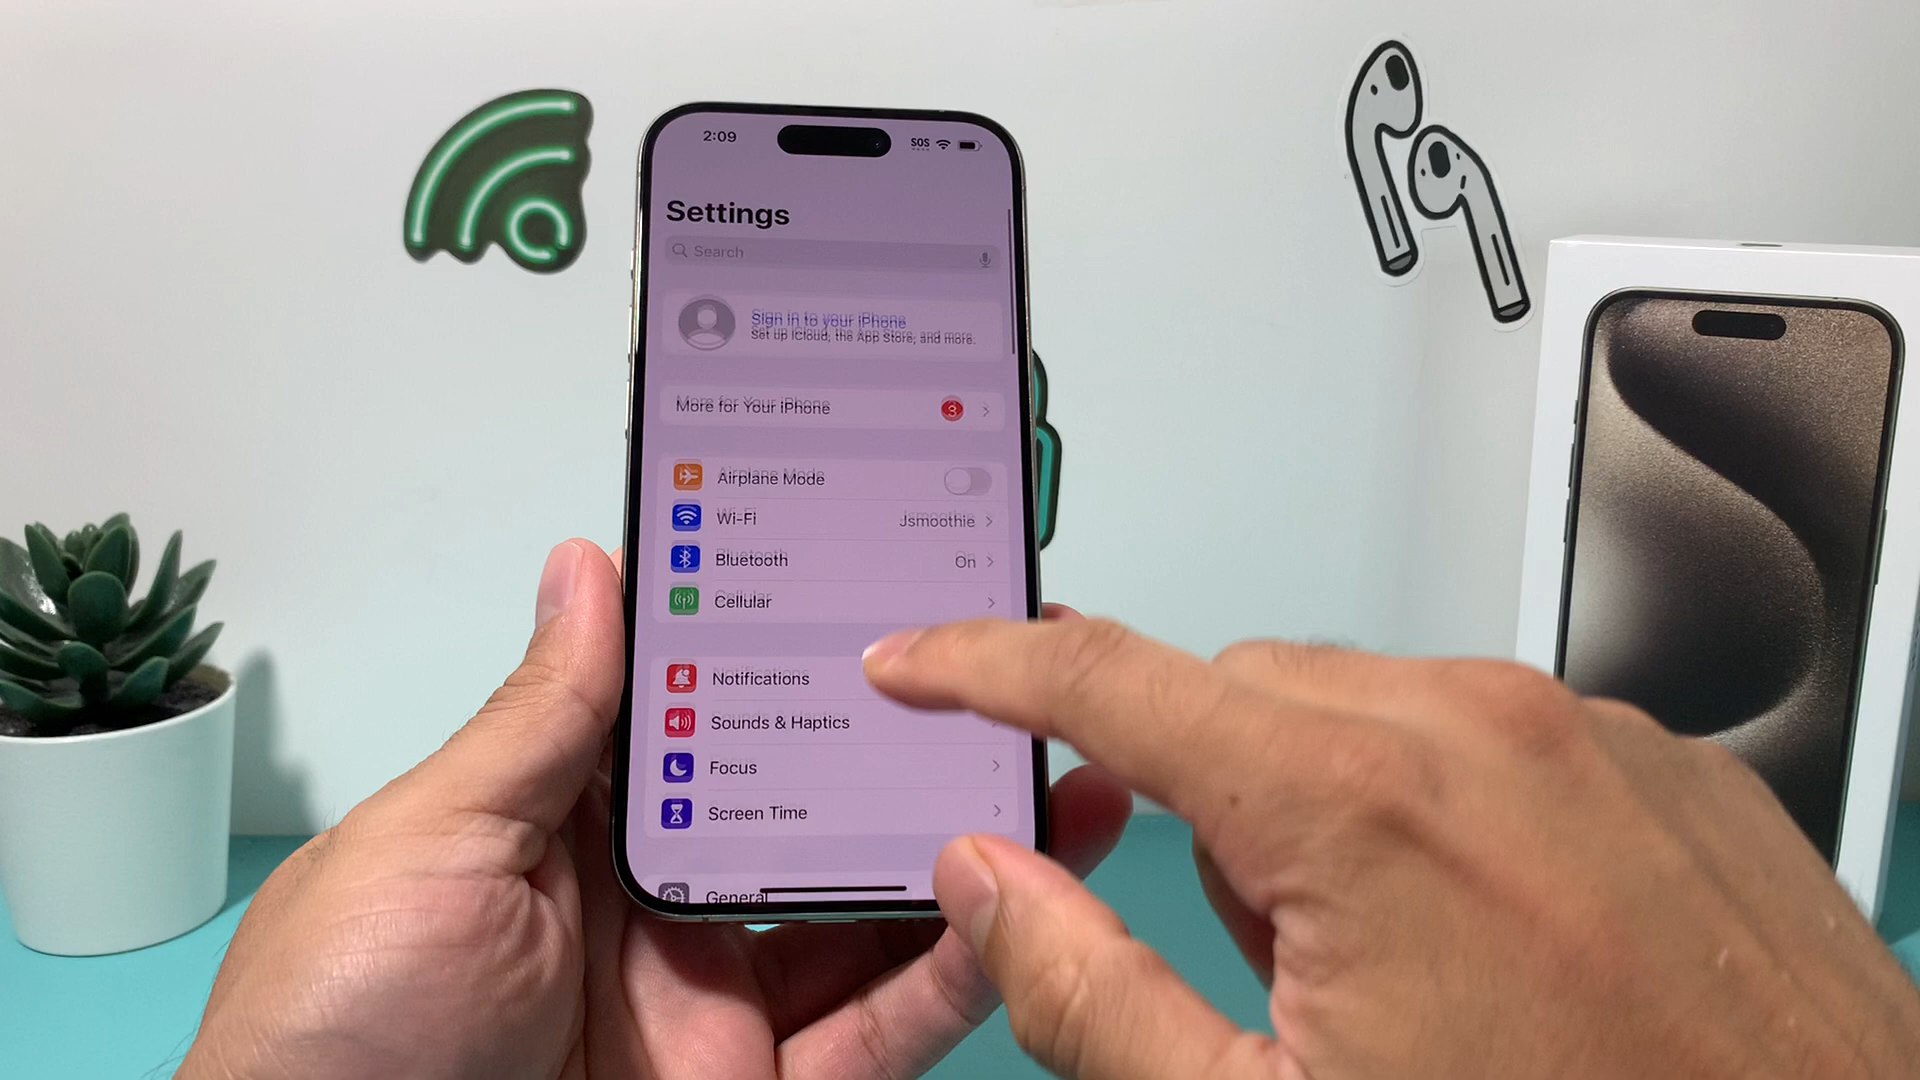 2:09 SOS
Settings
Search
Sign in to your iPhone
Set up iCloud, the App Store, and more.
More for Your iPhone 3
Airplane Mode
Wi-Fi Jsmoothie
Bluetooth On
Cellular
Notifications
Sounds & Haptics
Focus
Screen Time
General